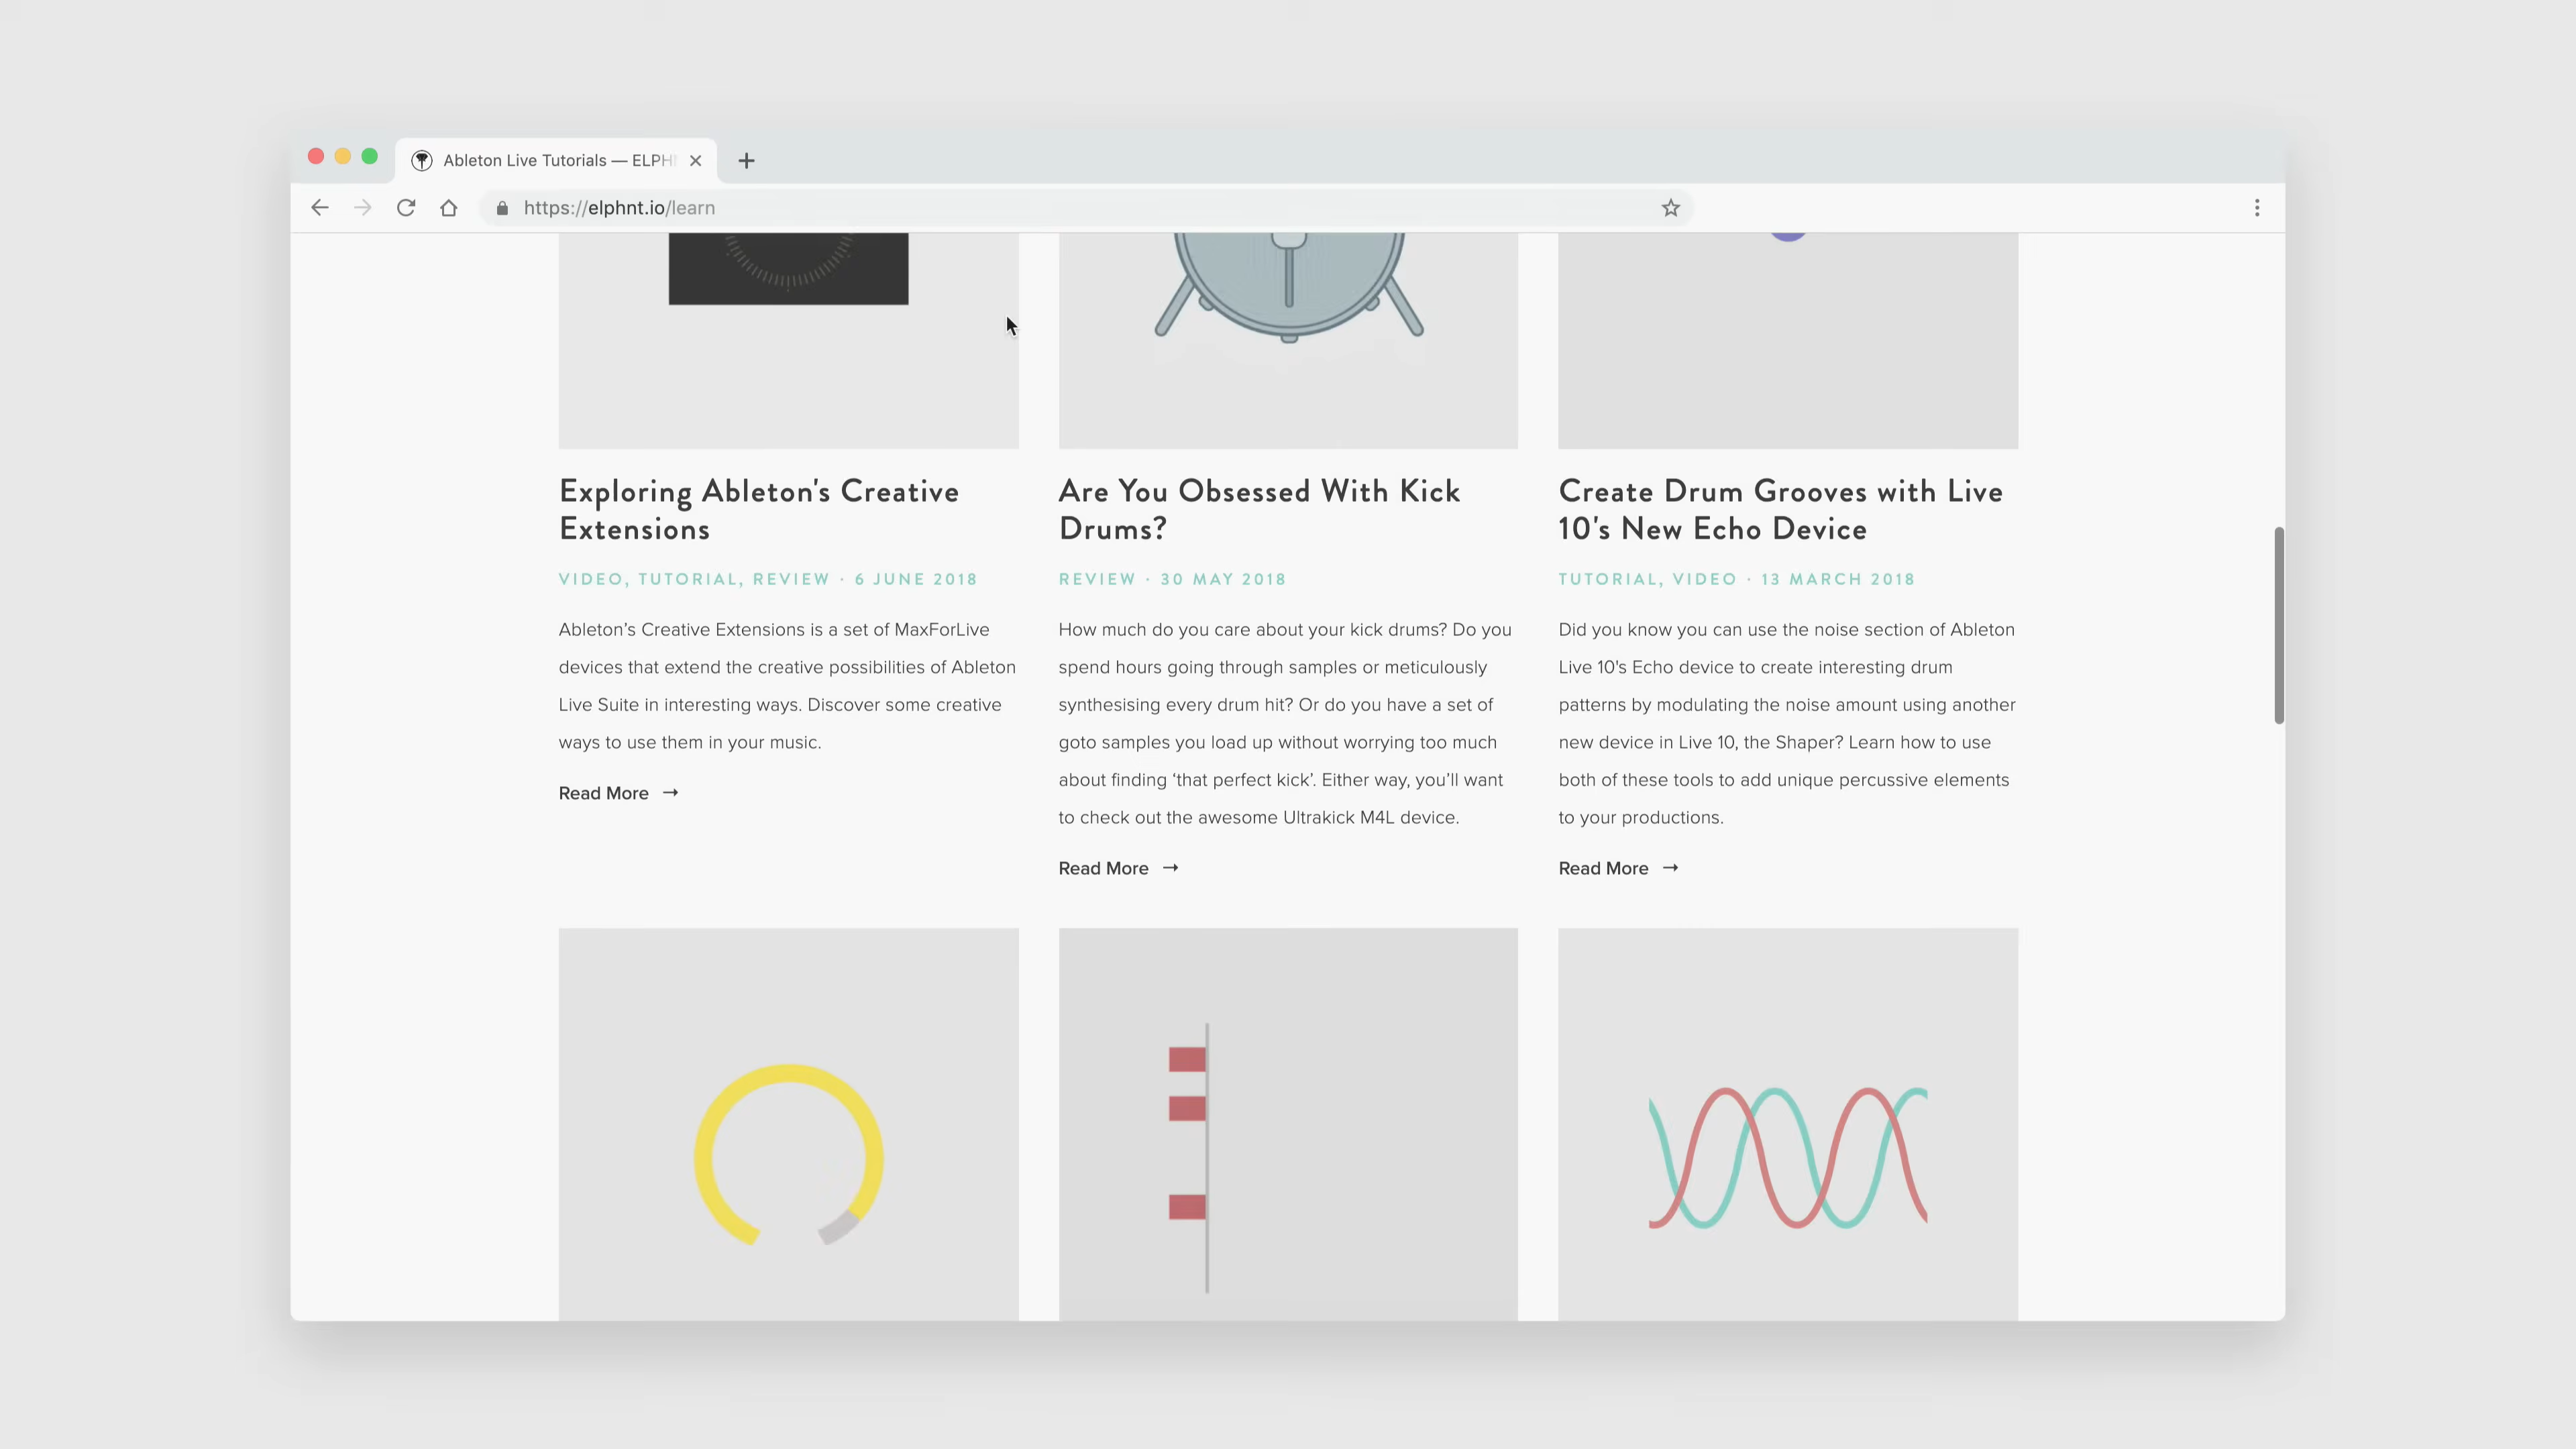 Ableton Live Tutorials — ELPH
https://elphnt.io/learn
Exploring Ableton's Creative
Extensions
VIDEO, TUTORIAL, REVIEW · 6 JUNE 2018
Ableton’s Creative Extensions is a set of MaxForLive
devices that extend the creative possibilities of Ableton
Live Suite in interesting ways. Discover some creative
ways to use them in your music.
Read More →
Are You Obsessed With Kick
Drums?
REVIEW · 30 MAY 2018
How much do you care about your kick drums? Do you
spend hours going through samples or meticulously
synthesising every drum hit? Or do you have a set of
goto samples you load up without worrying too much
about finding ‘that perfect kick’. Either way, you’ll want
to check out the awesome Ultrakick M4L device.
Read More →
Create Drum Grooves with Live
10's New Echo Device
TUTORIAL, VIDEO · 13 MARCH 2018
Did you know you can use the noise section of Ableton
Live 10's Echo device to create interesting drum
patterns by modulating the noise amount using another
new device in Live 10, the Shaper? Learn how to use
both of these tools to add unique percussive elements
to your productions.
Read More →